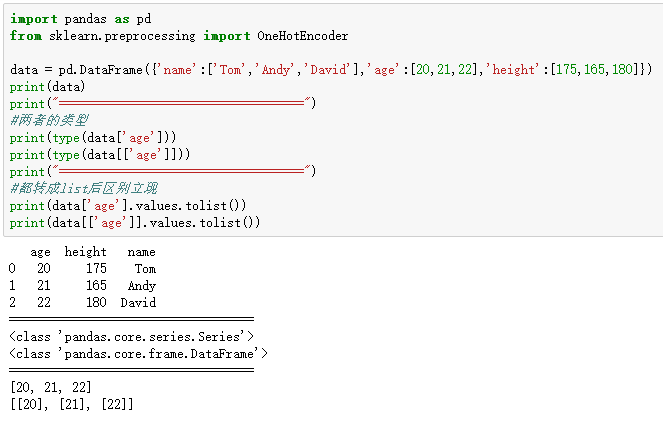 import pandas as pd
from sklearn.preprocessing import OneHotEncoder
data = pd.DataFrame({'name':['Tom','Andy','David'],'age':[20,21,22],'height':[175,165,180]})
print(data)
print("===================================")
#两者的类型
print(type(data['age']))
print(type(data[['age']]))
print("===================================")
#都转成list后区别立现
print(data['age'].values.tolist())
print(data[['age']].values.tolist())
age height name
0 20 175 Tom
1 21 165 Andy
2 22 180 David
===================================
<class 'pandas.core.series.Series'>
<class 'pandas.core.frame.DataFrame'>
===================================
[20, 21, 22]
[[20], [21], [22]]